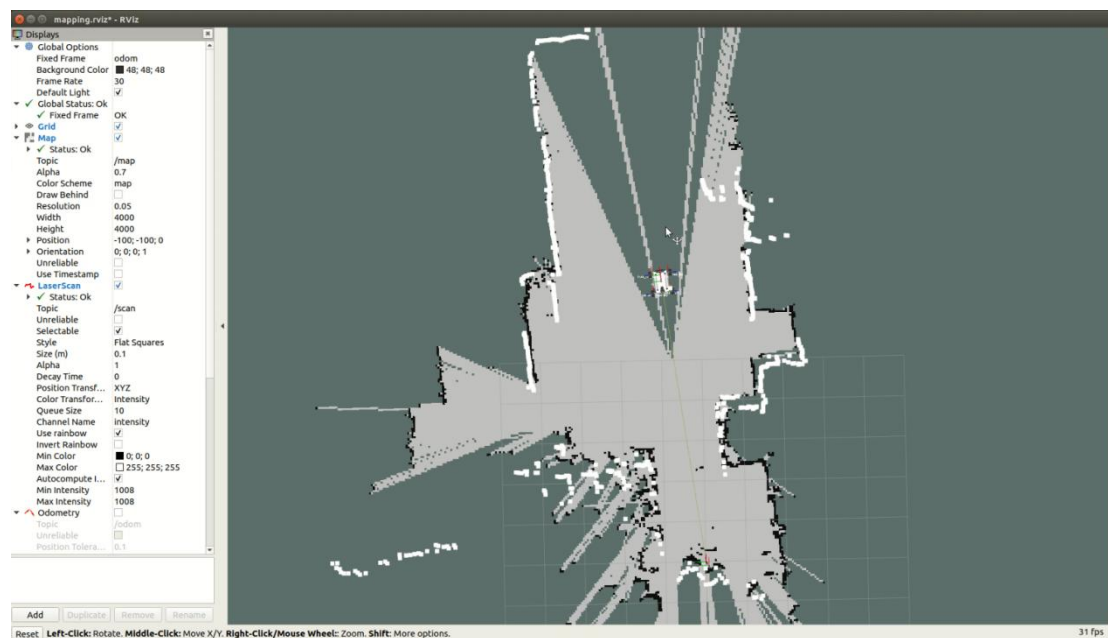 mapping.rviz* - RViz
Displays
Global Options
Fixed Frame odom
Background Color 48; 48; 48
Frame Rate 30
Default Light
Global Status: Ok
Fixed Frame OK
Grid
Map
Status: Ok
Topic /map
Alpha 0.7
Color Scheme map
Draw Behind
Resolution 0.05
Width 4000
Height 4000
Position -100; -100; 0
Orientation 0; 0; 0; 1
Unreliable
Use Timestamp
LaserScan
Status: Ok
Topic /scan
Unreliable
Selectable
Style Flat Squares
Size (m) 0.1
Alpha 1
Decay Time 0
Position Transf... XYZ
Color Transfor... Intensity
Queue Size 10
Channel Name intensity
Use rainbow
Invert Rainbow
Min Color 0; 0; 0
Max Color 255; 255; 255
Autocompute I...
Min Intensity 1008
Max Intensity 1008
Odometry
Topic /odom
Unreliable
Position Tolera... 0.1
Add Duplicate Remove Rename
Reset Left-Click: Rotate. Middle-Click: Move X/Y. Right-Click/Mouse Wheel:: Zoom. Shift: More options. 31 fps